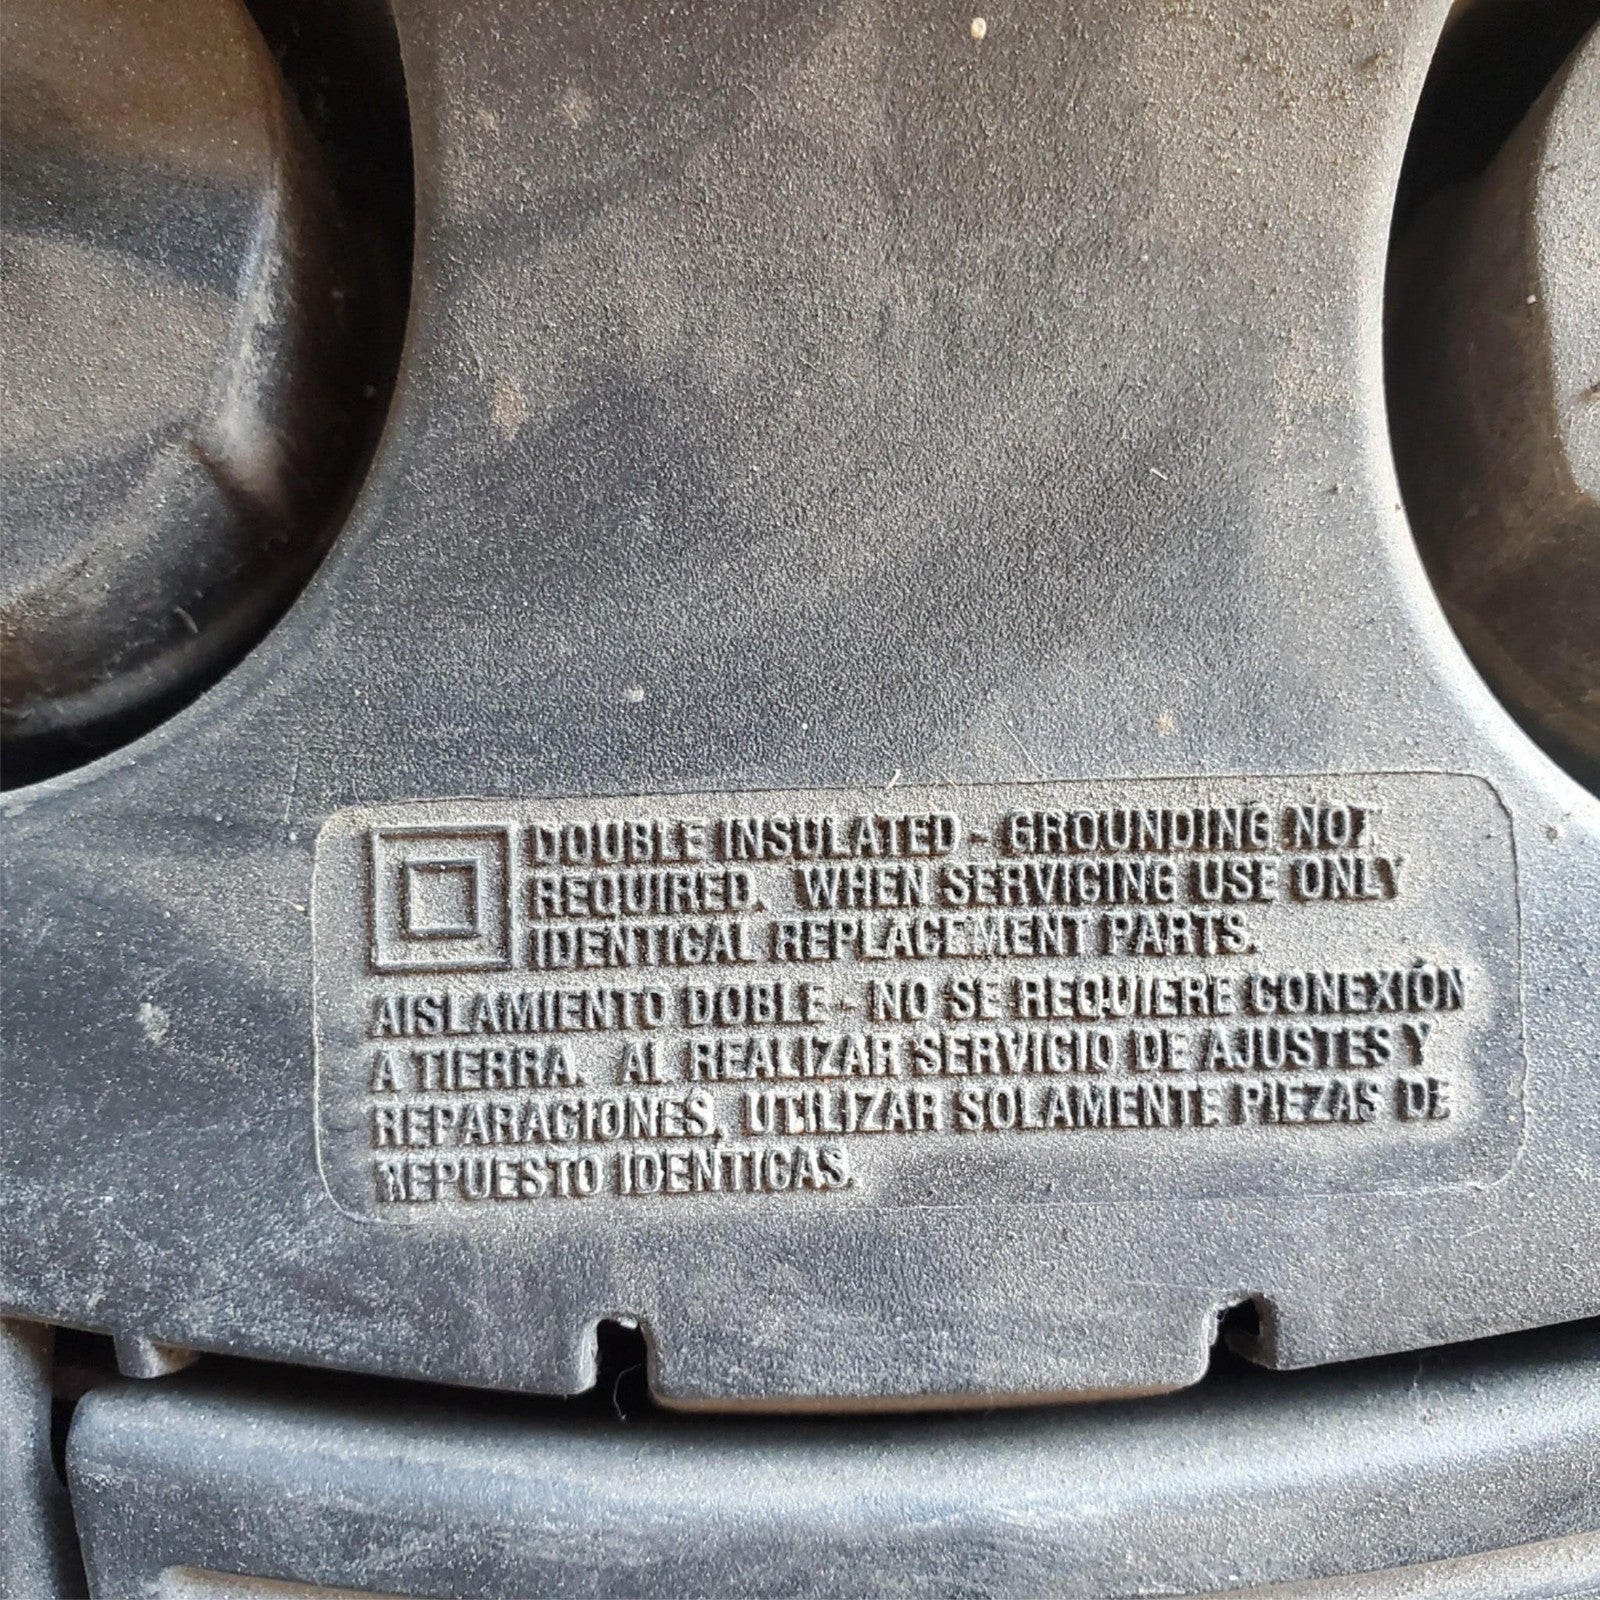 DOUBLE INSULATED - GROUNDING NOT
REQUIRED. WHEN SERVICING USE ONLY
IDENTICAL REPLACEMENT PARTS.
AISLAMIENTO DOBLE - NO SE REQUIERE CONEXIÓN
A TIERRA. AL REALIZAR SERVICIO DE AJUSTES Y
REPARACIONES, UTILIZAR SOLAMENTE PIEZAS DE
REPUESTO IDENTICAS.